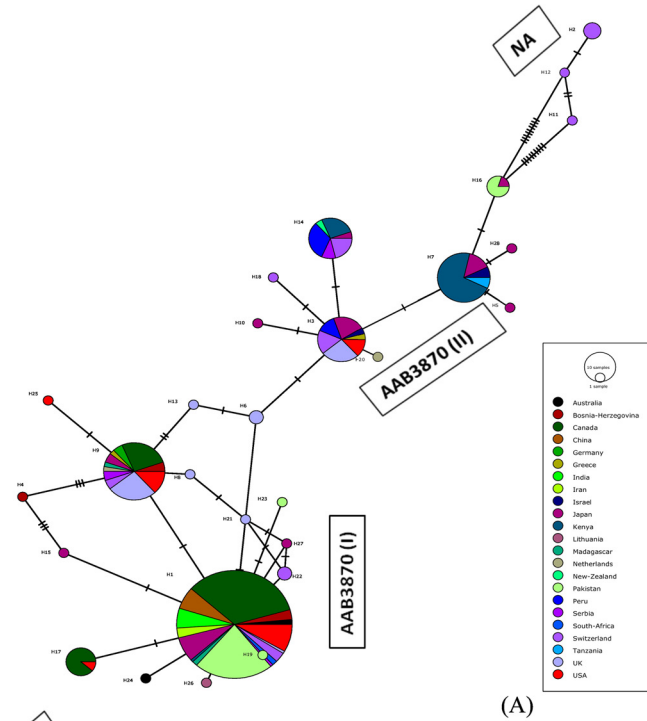 H2
NA
H12
H11
H16
H14
H7
H28
H18
H5
H3
H10
H20
AAB3870 (II)
10 samples
1 sample
Australia
Bosnia-Herzegovina
Canada
China
Germany
Greece
India
Iran
Israel
Japan
Kenya
Lithuania
Madagascar
Netherlands
New-Zealand
Pakistan
Peru
Serbia
South-Africa
Switzerland
Tanzania
UK
USA
H25
H13
H6
H9
H8
H4
H23
H21
H15
H27
H1
H22
AAB3870 (I)
H17
H19
H24
H26
(A)